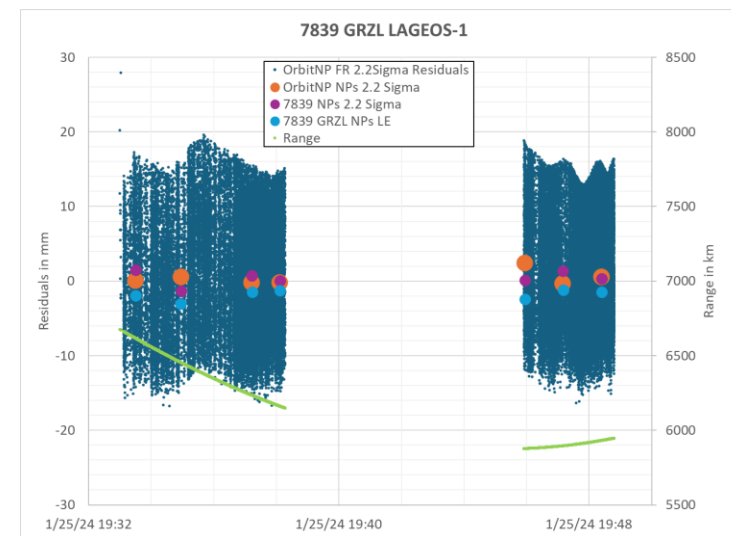 7839 GRZL LAGEOS-1
30
20
10
0
-10
-20
-30
Residuals in mm
OrbitNP FR 2.2Sigma Residuals
OrbitNP NPs 2.2 Sigma
7839 NPs 2.2 Sigma
7839 GRZL NPs LE
Range
8500
8000
7500
7000
6500
6000
5500
Range in km
1/25/24 19:32
1/25/24 19:40
1/25/24 19:48